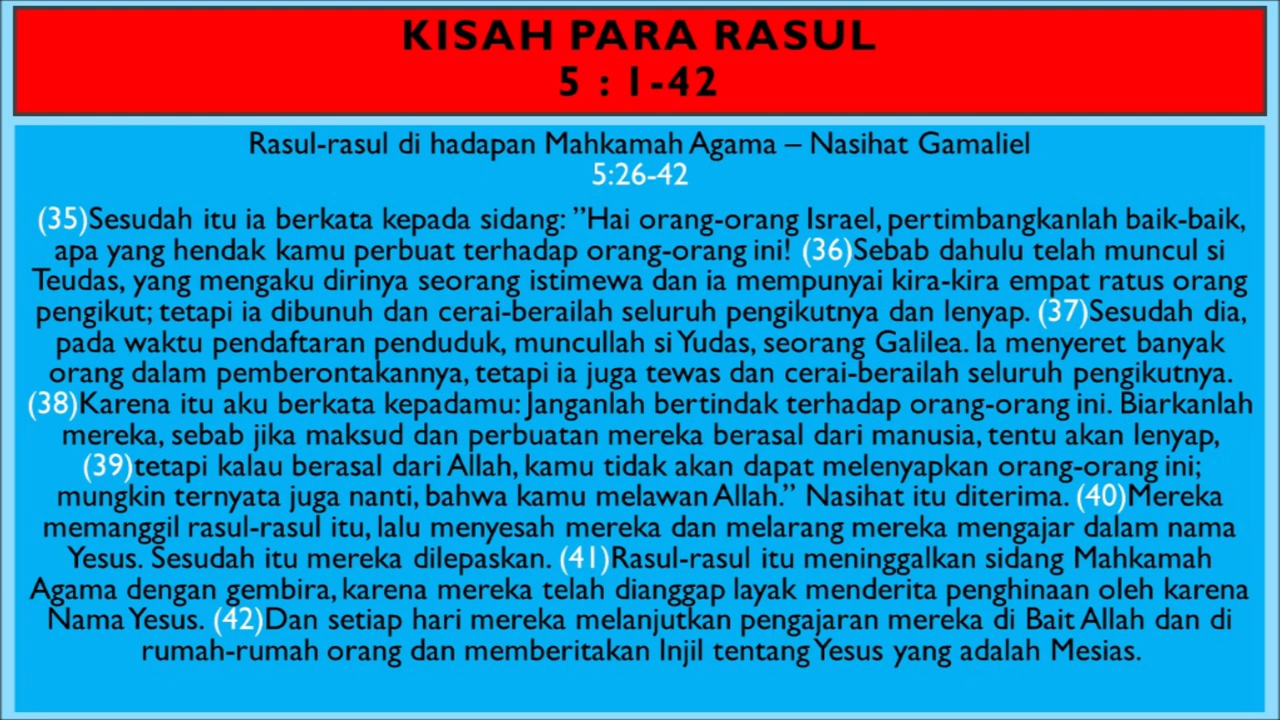 KISAH PARA RASUL
5 : 1-42
Rasul-rasul di hadapan Mahkamah Agama – Nasihat Gamaliel
5:26-42
(35)Sesudah itu ia berkata kepada sidang: ”Hai orang-orang Israel, pertimbangkanlah baik-baik,
apa yang hendak kamu perbuat terhadap orang-orang ini! (36)Sebab dahulu telah muncul si
Teudas, yang mengaku dirinya seorang istimewa dan ia mempunyai kira-kira empat ratus orang
pengikut; tetapi ia dibunuh dan cerai-berailah seluruh pengikutnya dan lenyap. (37)Sesudah dia,
pada waktu pendaftaran penduduk, muncullah si Yudas, seorang Galilea. Ia menyeret banyak
orang dalam pemberontakannya, tetapi ia juga tewas dan cerai-berailah seluruh pengikutnya.
(38)Karena itu aku berkata kepadamu: Janganlah bertindak terhadap orang-orang ini. Biarkanlah
mereka, sebab jika maksud dan perbuatan mereka berasal dari manusia, tentu akan lenyap,
(39)tetapi kalau berasal dari Allah, kamu tidak akan dapat melenyapkan orang-orang ini;
mungkin ternyata juga nanti, bahwa kamu melawan Allah.” Nasihat itu diterima. (40)Mereka
memanggil rasul-rasul itu, lalu menyesah mereka dan melarang mereka mengajar dalam nama
Yesus. Sesudah itu mereka dilepaskan. (41)Rasul-rasul itu meninggalkan sidang Mahkamah
Agama dengan gembira, karena mereka telah dianggap layak menderita penghinaan oleh karena
Nama Yesus. (42)Dan setiap hari mereka melanjutkan pengajaran mereka di Bait Allah dan di
rumah-rumah orang dan memberitakan Injil tentang Yesus yang adalah Mesias.